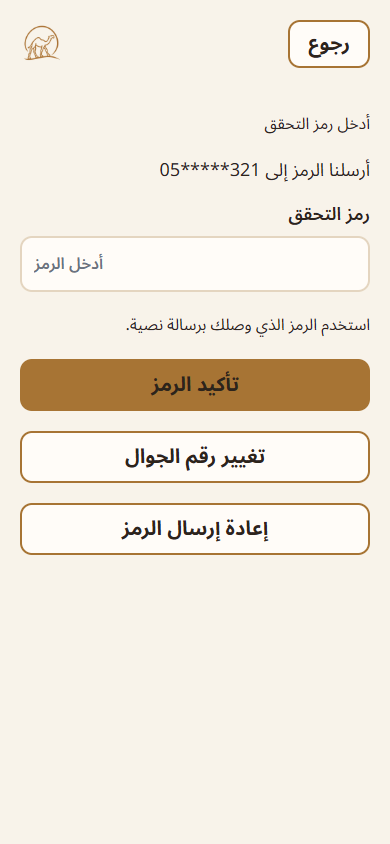 رجوع
أدخل رمز التحقق
أرسلنا الرمز إلى 05*****321
رمز التحقق
أدخل الرمز
استخدم الرمز الذي وصلك برسالة نصية.
تأكيد الرمز
تغيير رقم الجوال
إعادة إرسال الرمز